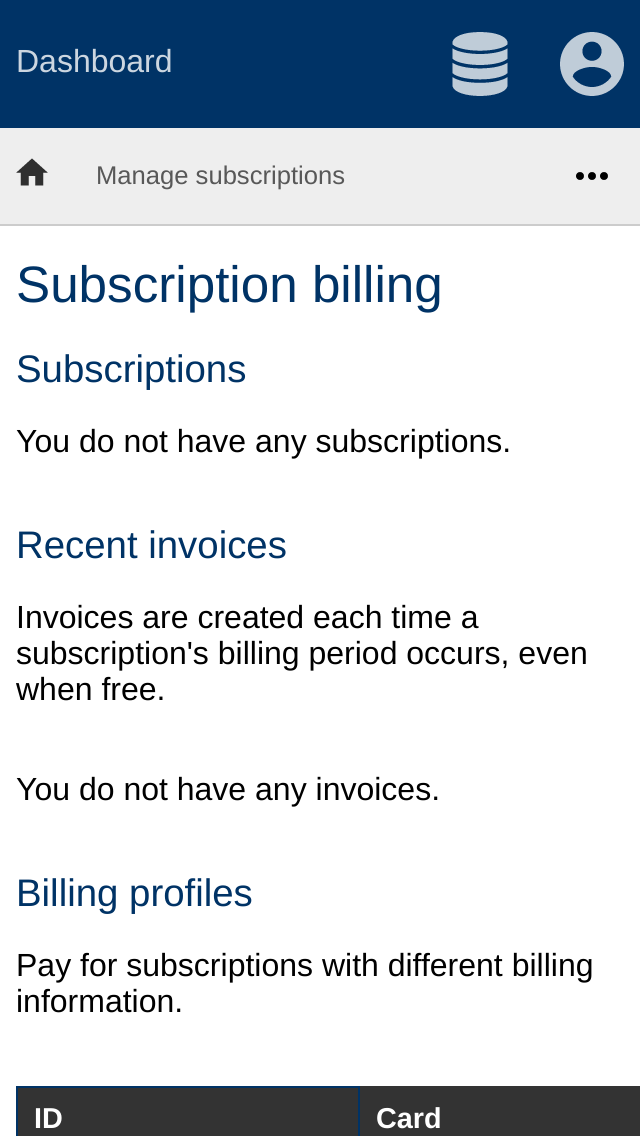 Dashboard
Manage subscriptions
Subscription billing
Subscriptions
You do not have any subscriptions.
Recent invoices
Invoices are created each time a
subscription's billing period occurs, even
when free.
You do not have any invoices.
Billing profiles
Pay for subscriptions with different billing
information.
ID Card